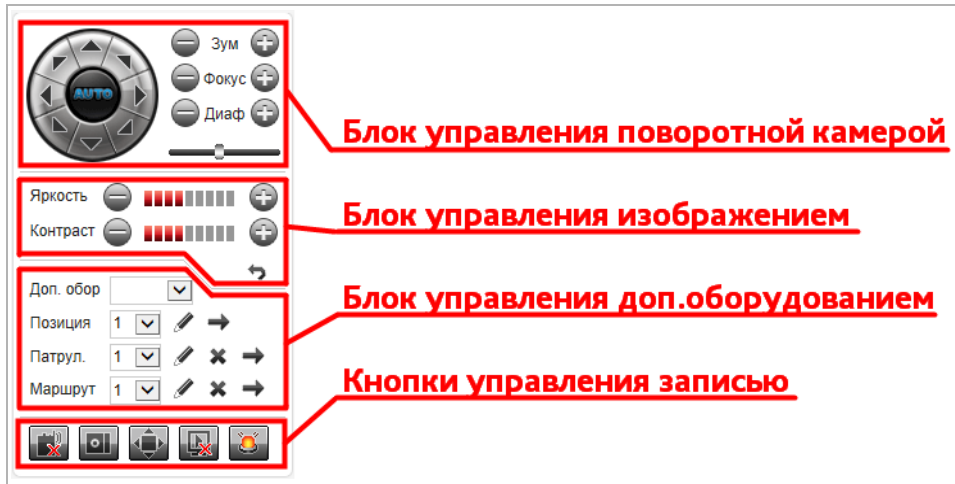 Зум
AUTO
Фокус
Диаф
Блок управления поворотной камерой
Яркость
Блок управления изображением
Контраст
Доп. обор
Блок управления доп.оборудованием
Позиция 1
Патрул. 1
Маршрут 1
Кнопки управления записью